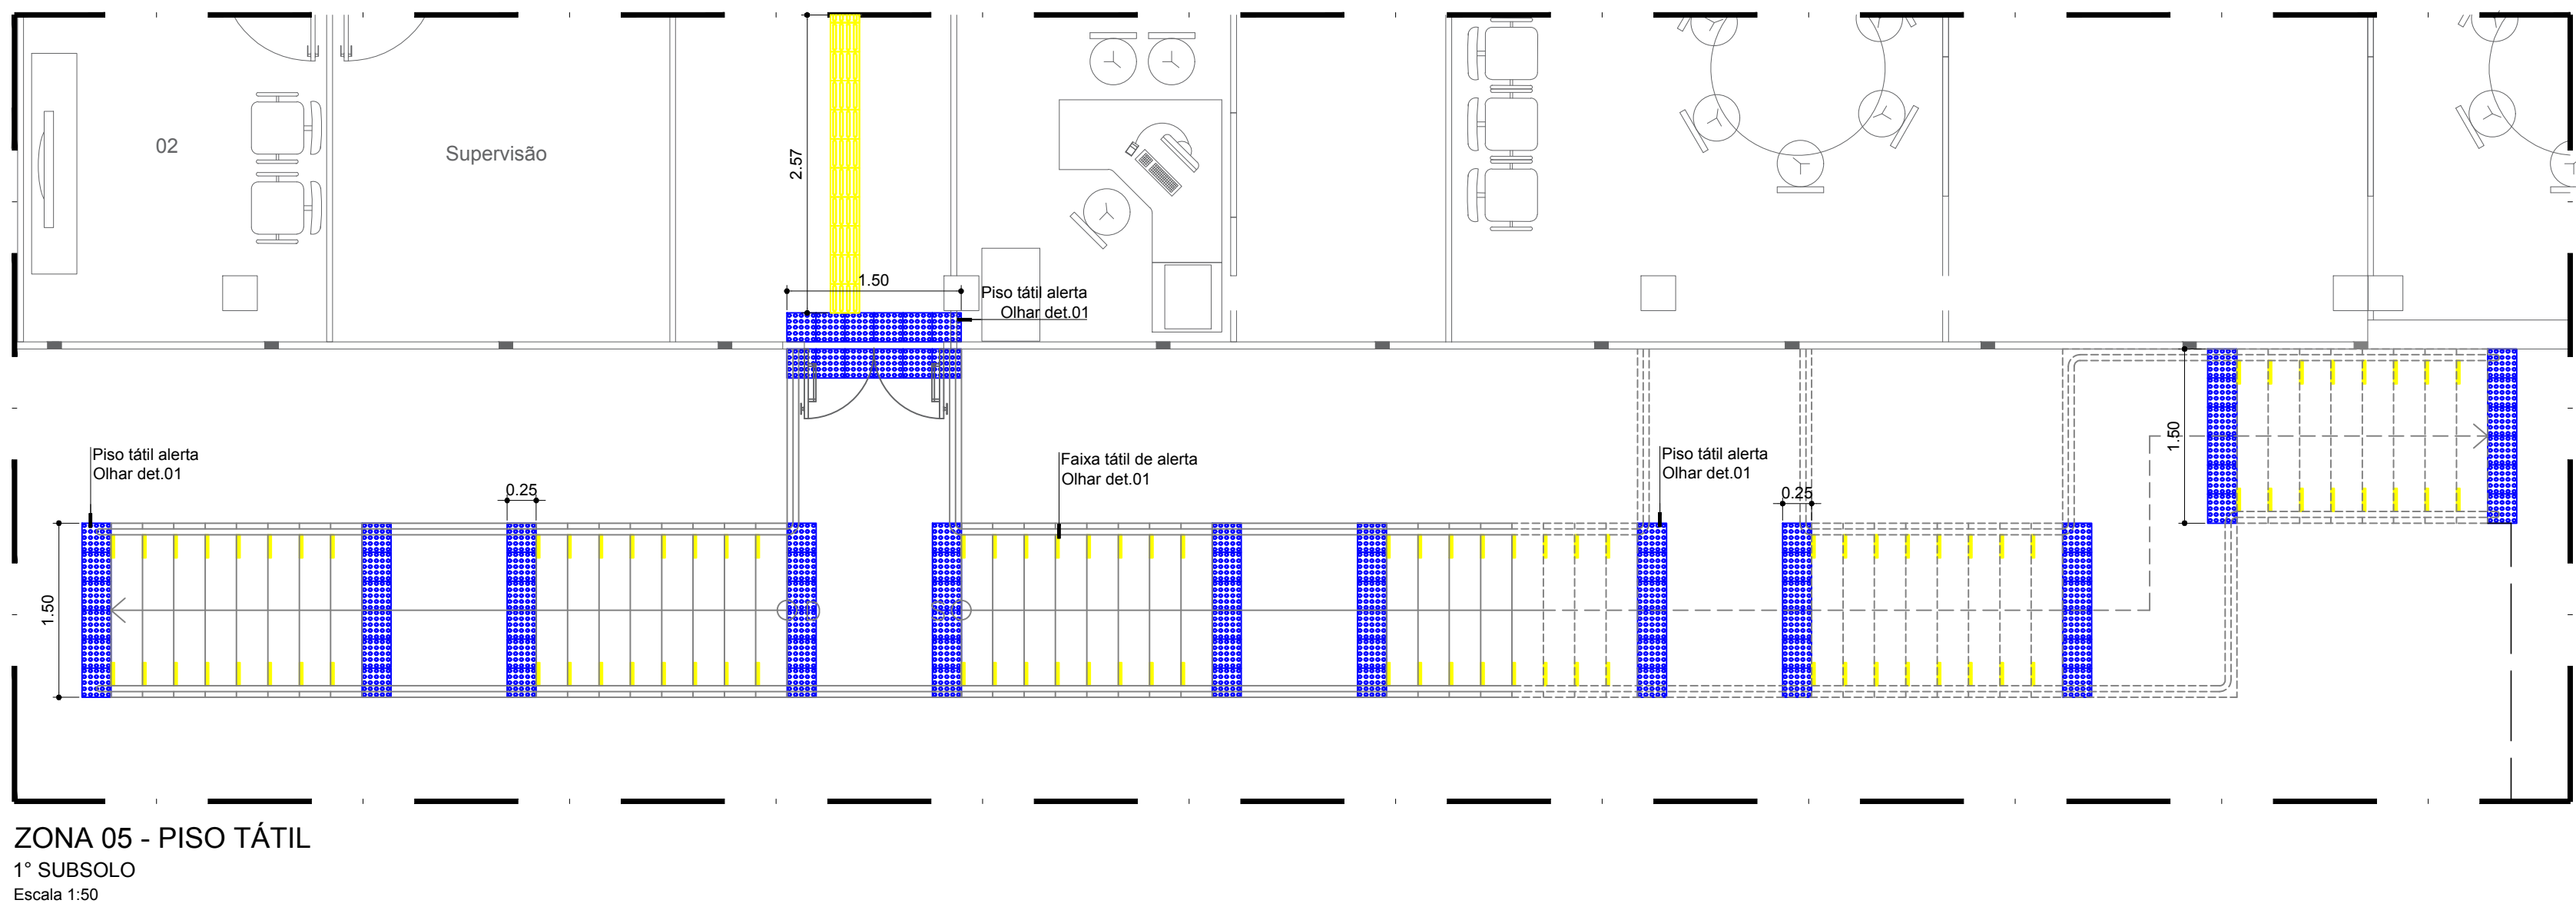 02
Supervisão
2.57
1.50
Piso tátil alerta
Olhar det.01
Piso tátil alerta
Olhar det.01
0.25
1.50
Faixa tátil de alerta
Olhar det.01
Piso tátil alerta
Olhar det.01
0.25
1.50
ZONA 05 - PISO TÁTIL
1° SUBSOLO
Escala 1:50